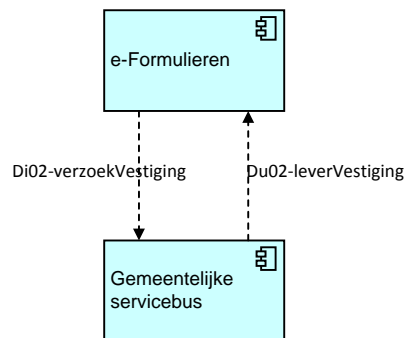 e-Formulieren
Di02-verzoekVestiging
Du02-leverVestiging
Gemeentelijke
servicebus